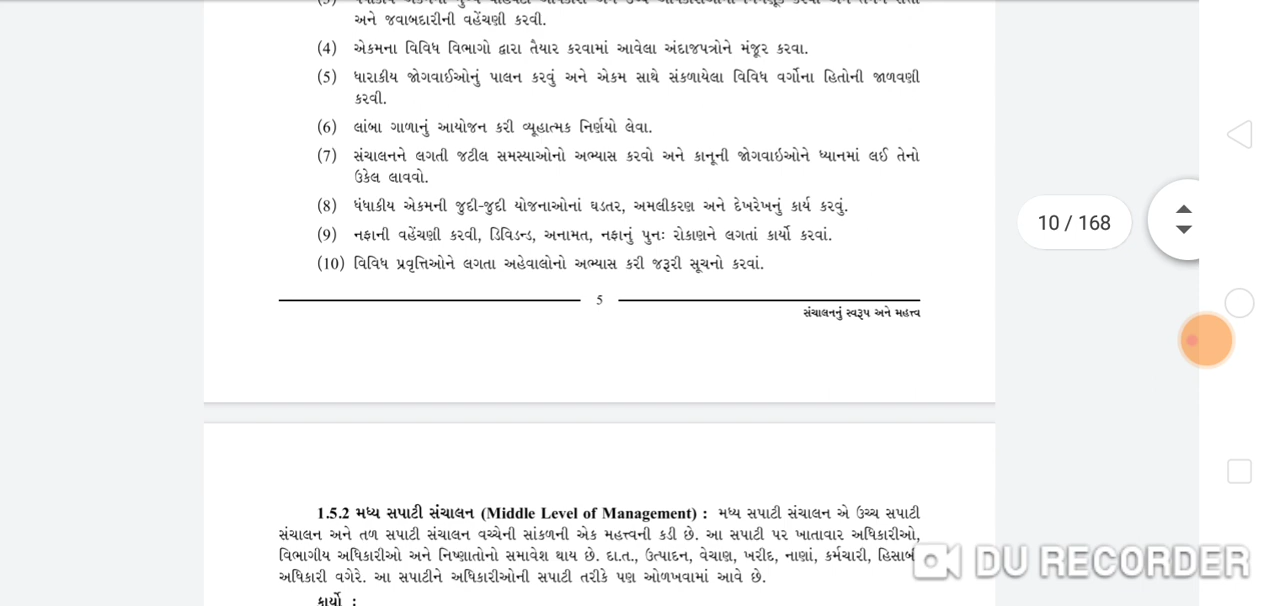 અને જવાબદારીની વહેંચણી કરવી.
(4) એકમના વિવિધ વિભાગો દ્વારા તૈયાર કરવામાં આવેલા અંદાજપત્રોને મંજૂર કરવા.
(5) ધારાકીય જોગવાઈઓનું પાલન કરવું અને એકમ સાથે સંકળાયેલા વિવિધ વર્ગોના હિતોની જાળવણી
કરવી.
(6) લાંબા ગાળાનું આયોજન કરી વ્યૂહાત્મક નિર્ણયો લેવા.
(7) સંચાલનને લગતી જટીલ સમસ્યાઓનો અભ્યાસ કરવો અને કાનૂની જોગવાઇઓને ધ્યાનમાં લઈ તેનો
ઉકેલ લાવવો.
(8) ધંધાકીય એકમની જુદી-જુદી યોજનાઓનાં ઘડતર, અમલીકરણ અને દેખરેખનું કાર્ય કરવું.
(9) નફાની વહેંચણી કરવી, ડિવિડન્ડ, અનામત, નફાનું પુનઃ રોકાણને લગતાં કાર્યો કરવાં.
(10) વિવિધ પ્રવૃત્તિઓને લગતા અહેવાલોનો અભ્યાસ કરી જરૂરી સૂચનો કરવાં.
5
સંચાલનનું સ્વરૂપ અને મહત્ત્વ
10 / 168
1.5.2 મધ્ય સપાટી સંચાલન (Middle Level of Management) : મધ્ય સપાટી સંચાલન એ ઉચ્ચ સપાટી
સંચાલન અને તળ સપાટી સંચાલન વચ્ચેની સાંકળની એક મહત્ત્વની કડી છે. આ સપાટી પર ખાતાવાર અધિકારીઓ,
વિભાગીય અધિકારીઓ અને નિષ્ણાતોનો સમાવેશ થાય છે. દા.ત., ઉત્પાદન, વેચાણ, ખરીદ, નાણાં, કર્મચારી, હિસાબી
અધિકારી વગેરે. આ સપાટીને અધિકારીઓની સપાટી તરીકે પણ ઓળખવામાં આવે છે.
કાર્યો :
DU RECORDER